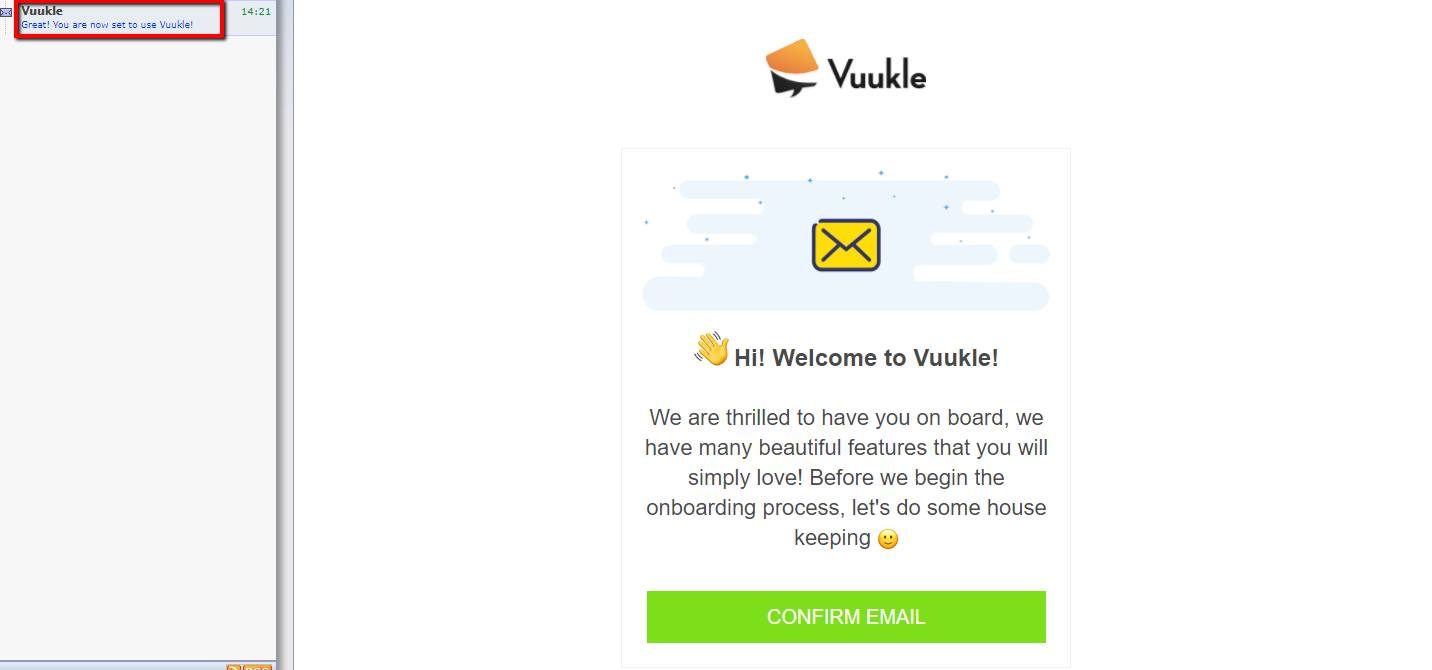 Vuukle
14:21
Great! You are now set to use Vuukle!
Vuukle
Hi! Welcome to Vuukle!
We are thrilled to have you on board, we
have many beautiful features that you will
simply love! Before we begin the
onboarding process, let's do some house
keeping
CONFIRM EMAIL